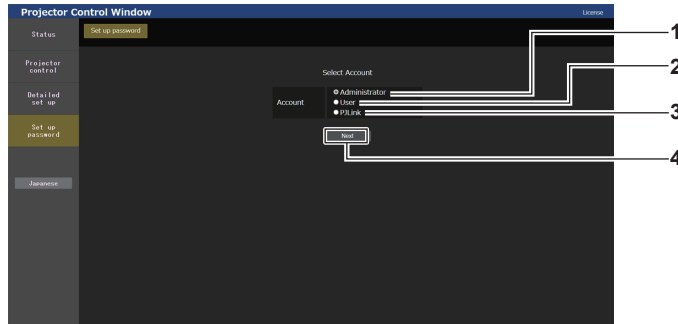 Projector Control Window
License
Status
Set up password
Projector
control
Detailed
set up
Set up
password
Japanese
Select Account
Account
Administrator
User
PJLink
Next
1
2
3
4